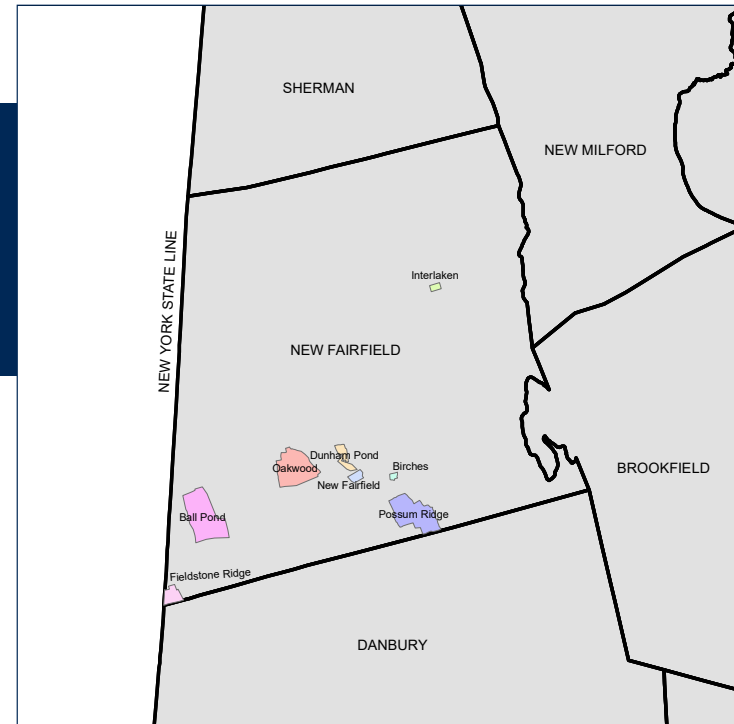 SHERMAN
NEW MILFORD
NEW YORK STATE LINE
Interlaken
NEW FAIRFIELD
Dunham Pond
Oakwood
Birches
New Fairfield
BROOKFIELD
Ball Pond
Possum Ridge
Fieldstone Ridge
DANBURY